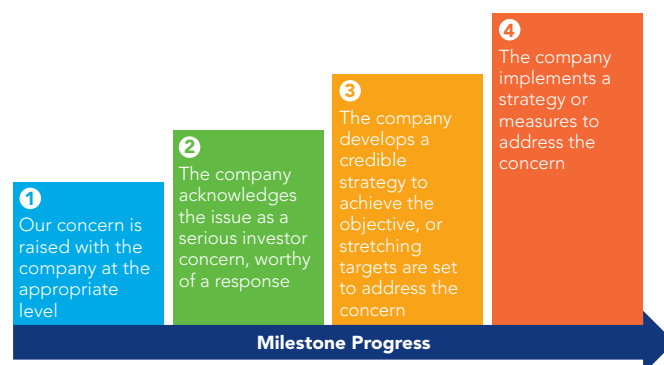 1
Our concern is
raised with the
company at the
appropriate
level
2
The company
acknowledges
the issue as a
serious investor
concern, worthy
of a response
3
The company
develops a
credible
strategy to
achieve the
objective, or
stretching
targets are set
to address the
concern
4
The company
implements a
strategy or
measures to
address the
concern
Milestone Progress